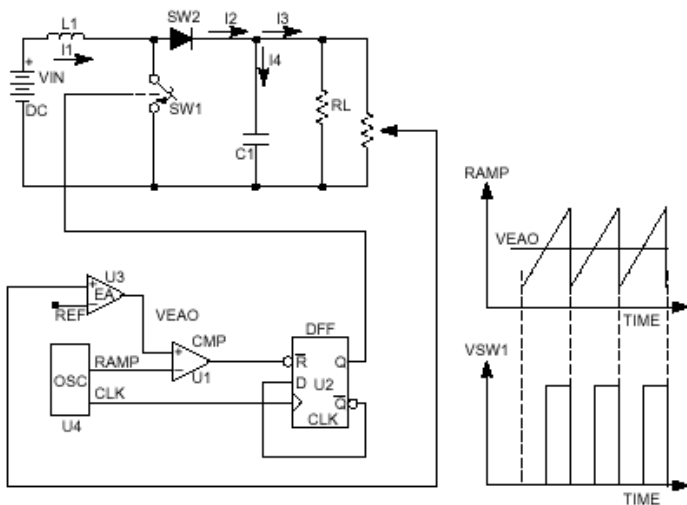 L1
SW2
I2
I3
I1
I4
+
VIN
SW1
RL
DC
C1
RAMP
VEAO
TIME
U3
+
EA
−
REF
VEAO
CMP
DFF
+
R
Q
RAMP
−
U1
D
U2
OSC
CLK
Q
CLK
U4
VSW1
TIME